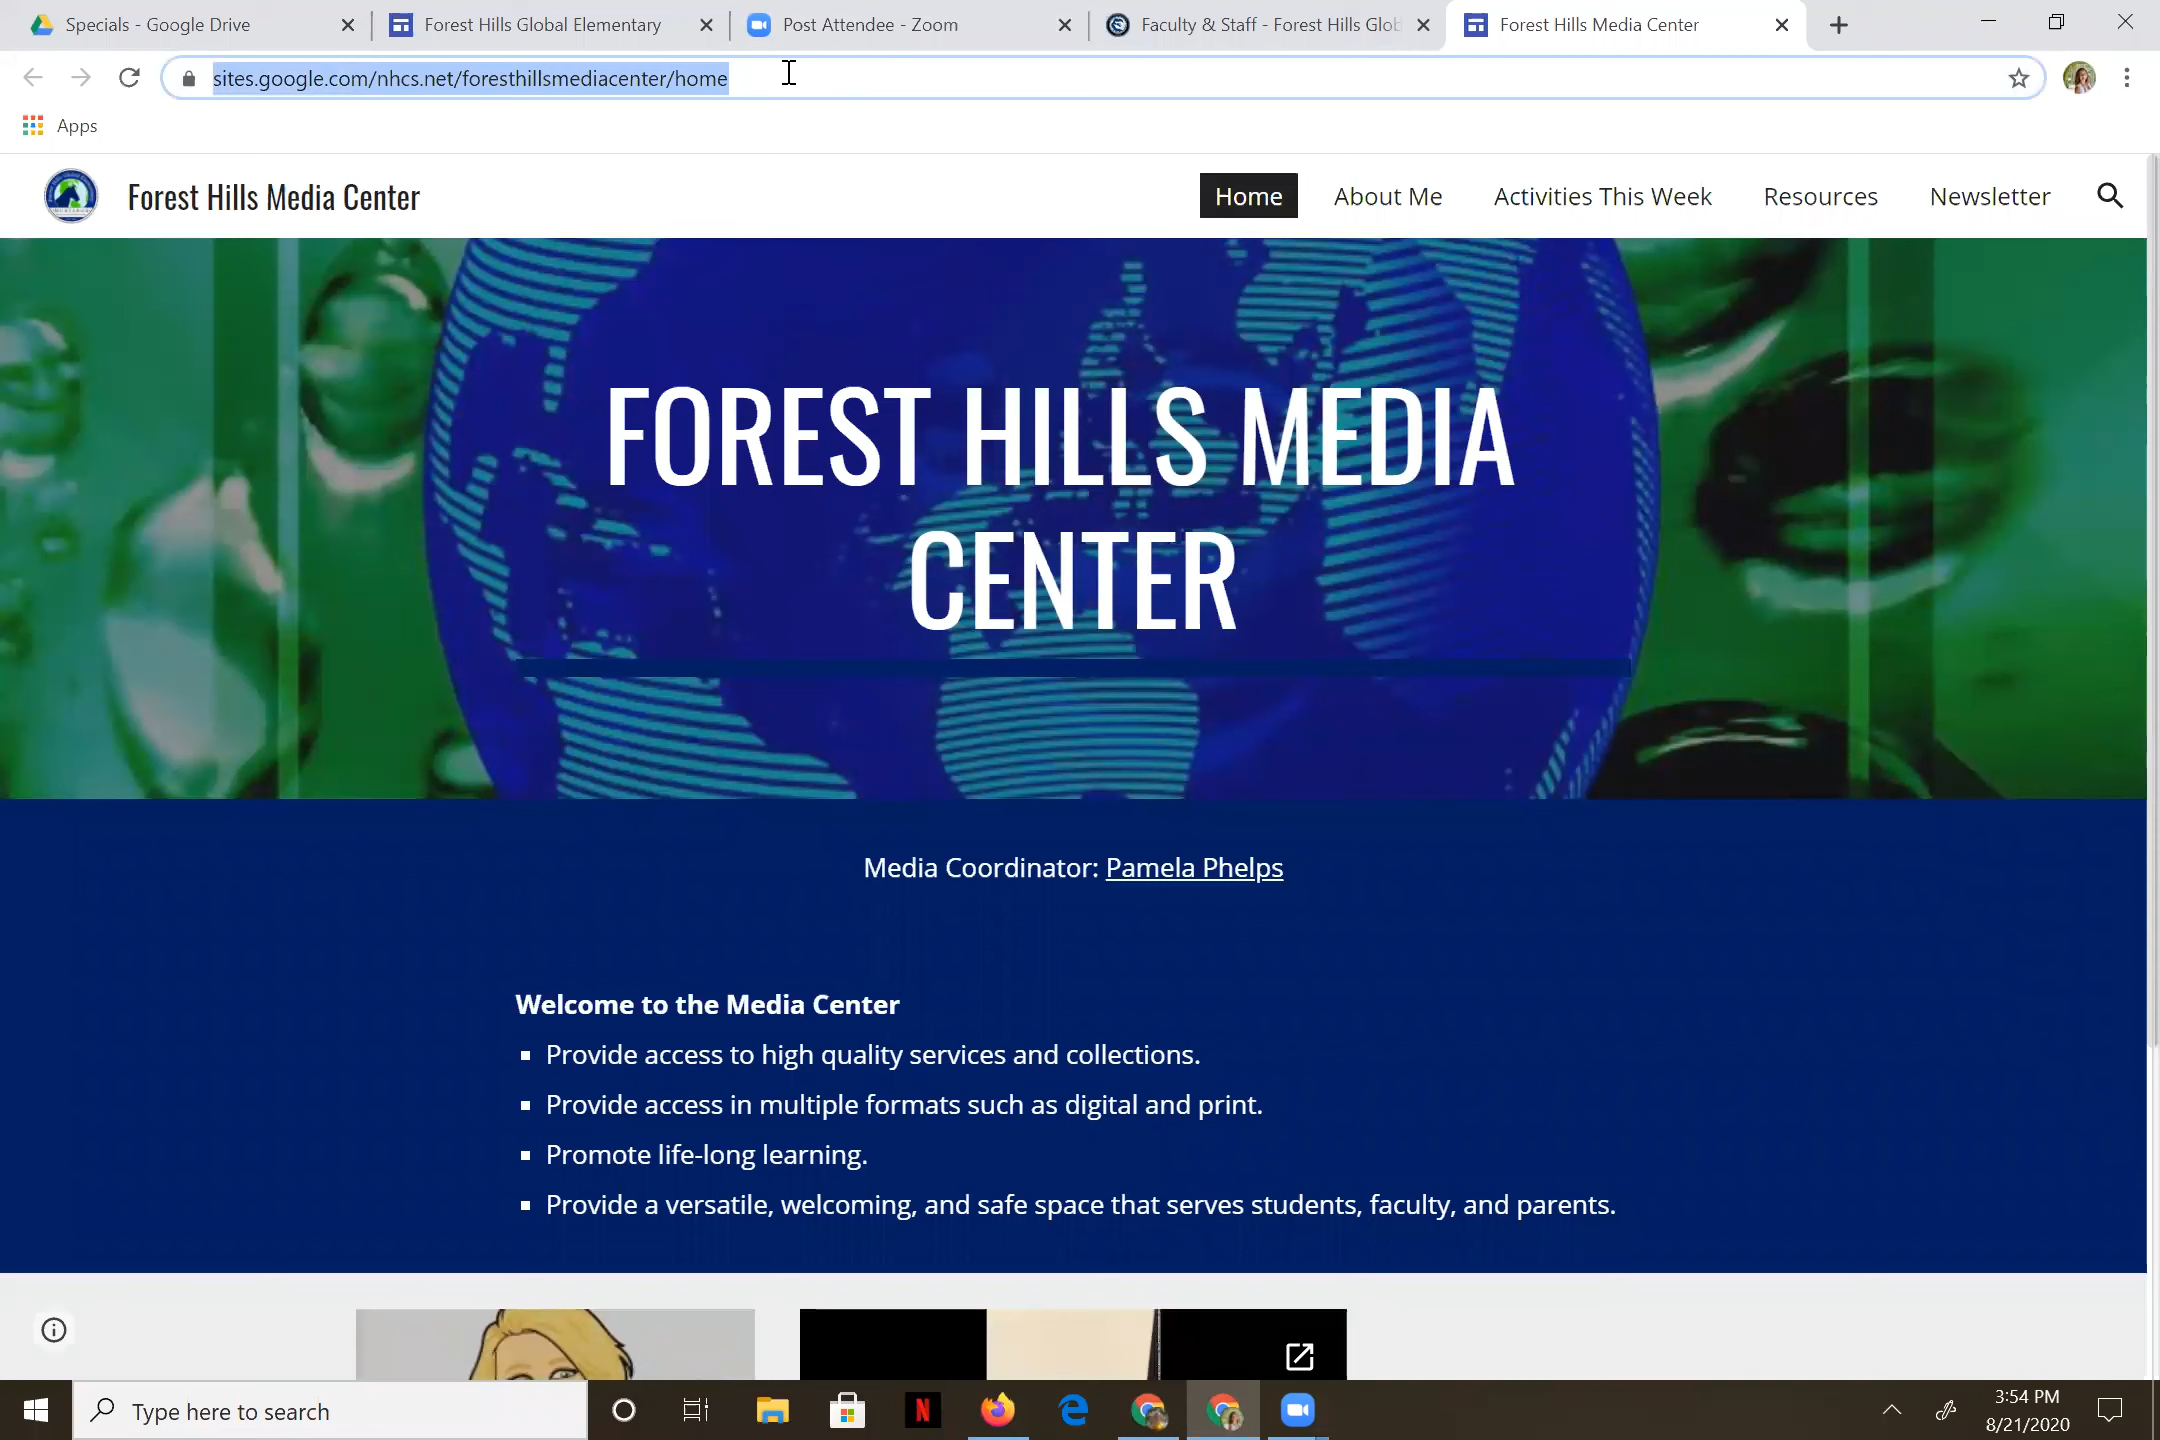 Specials - Google Drive
Forest Hills Global Elementary
Post Attendee - Zoom
Faculty & Staff - Forest Hills Glob
Forest Hills Media Center
sites.google.com/nhcs.net/foresthillsmediacenter/home
Apps
Forest Hills Media Center
Home
About Me
Activities This Week
Resources
Newsletter
FOREST HILLS MEDIA
CENTER
Media Coordinator: Pamela Phelps
Welcome to the Media Center
Provide access to high quality services and collections.
Provide access in multiple formats such as digital and print.
Promote life-long learning.
Provide a versatile, welcoming, and safe space that serves students, faculty, and parents.
Type here to search
N
3:54 PM
8/21/2020